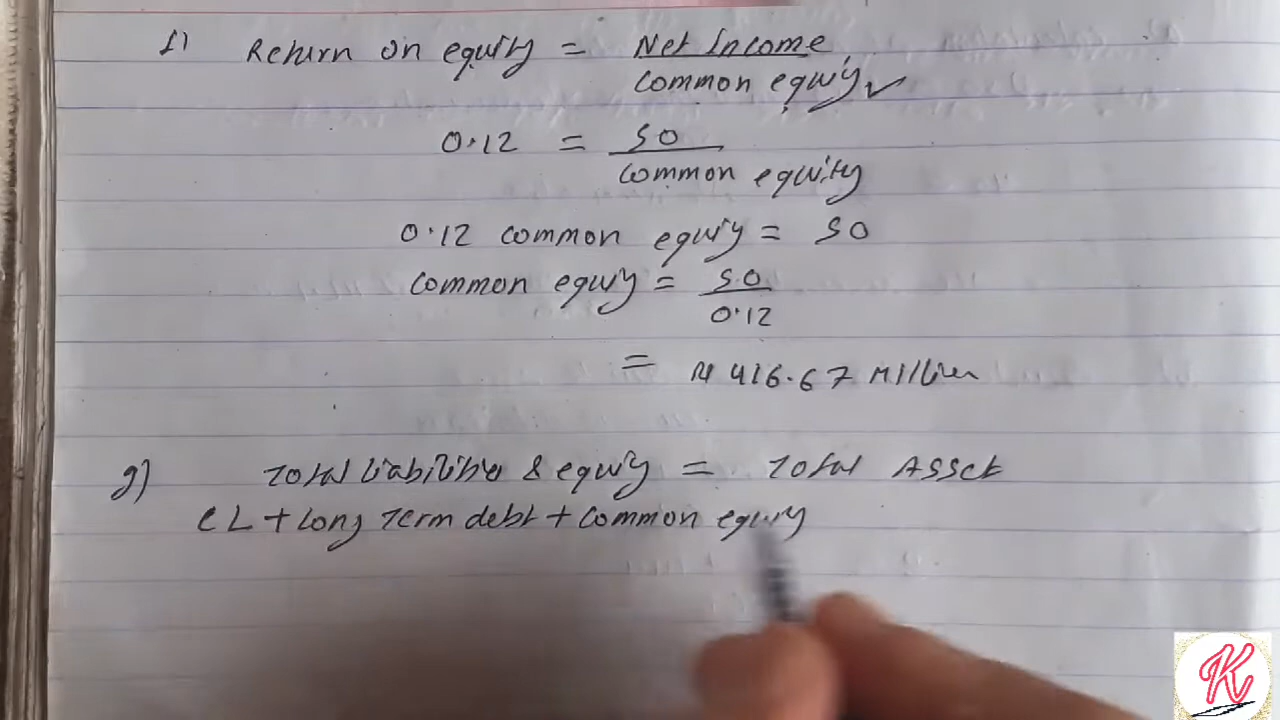 f) Return on equity = Net Income / Common equity ✓
0.12 = 50 / common equity
0.12 common equity = 50
common equity = 50 / 0.12
= Rs 416.67 Million
g) Total liabilities & equity = Total Asset
CL + Long Term debt + Common equity
K